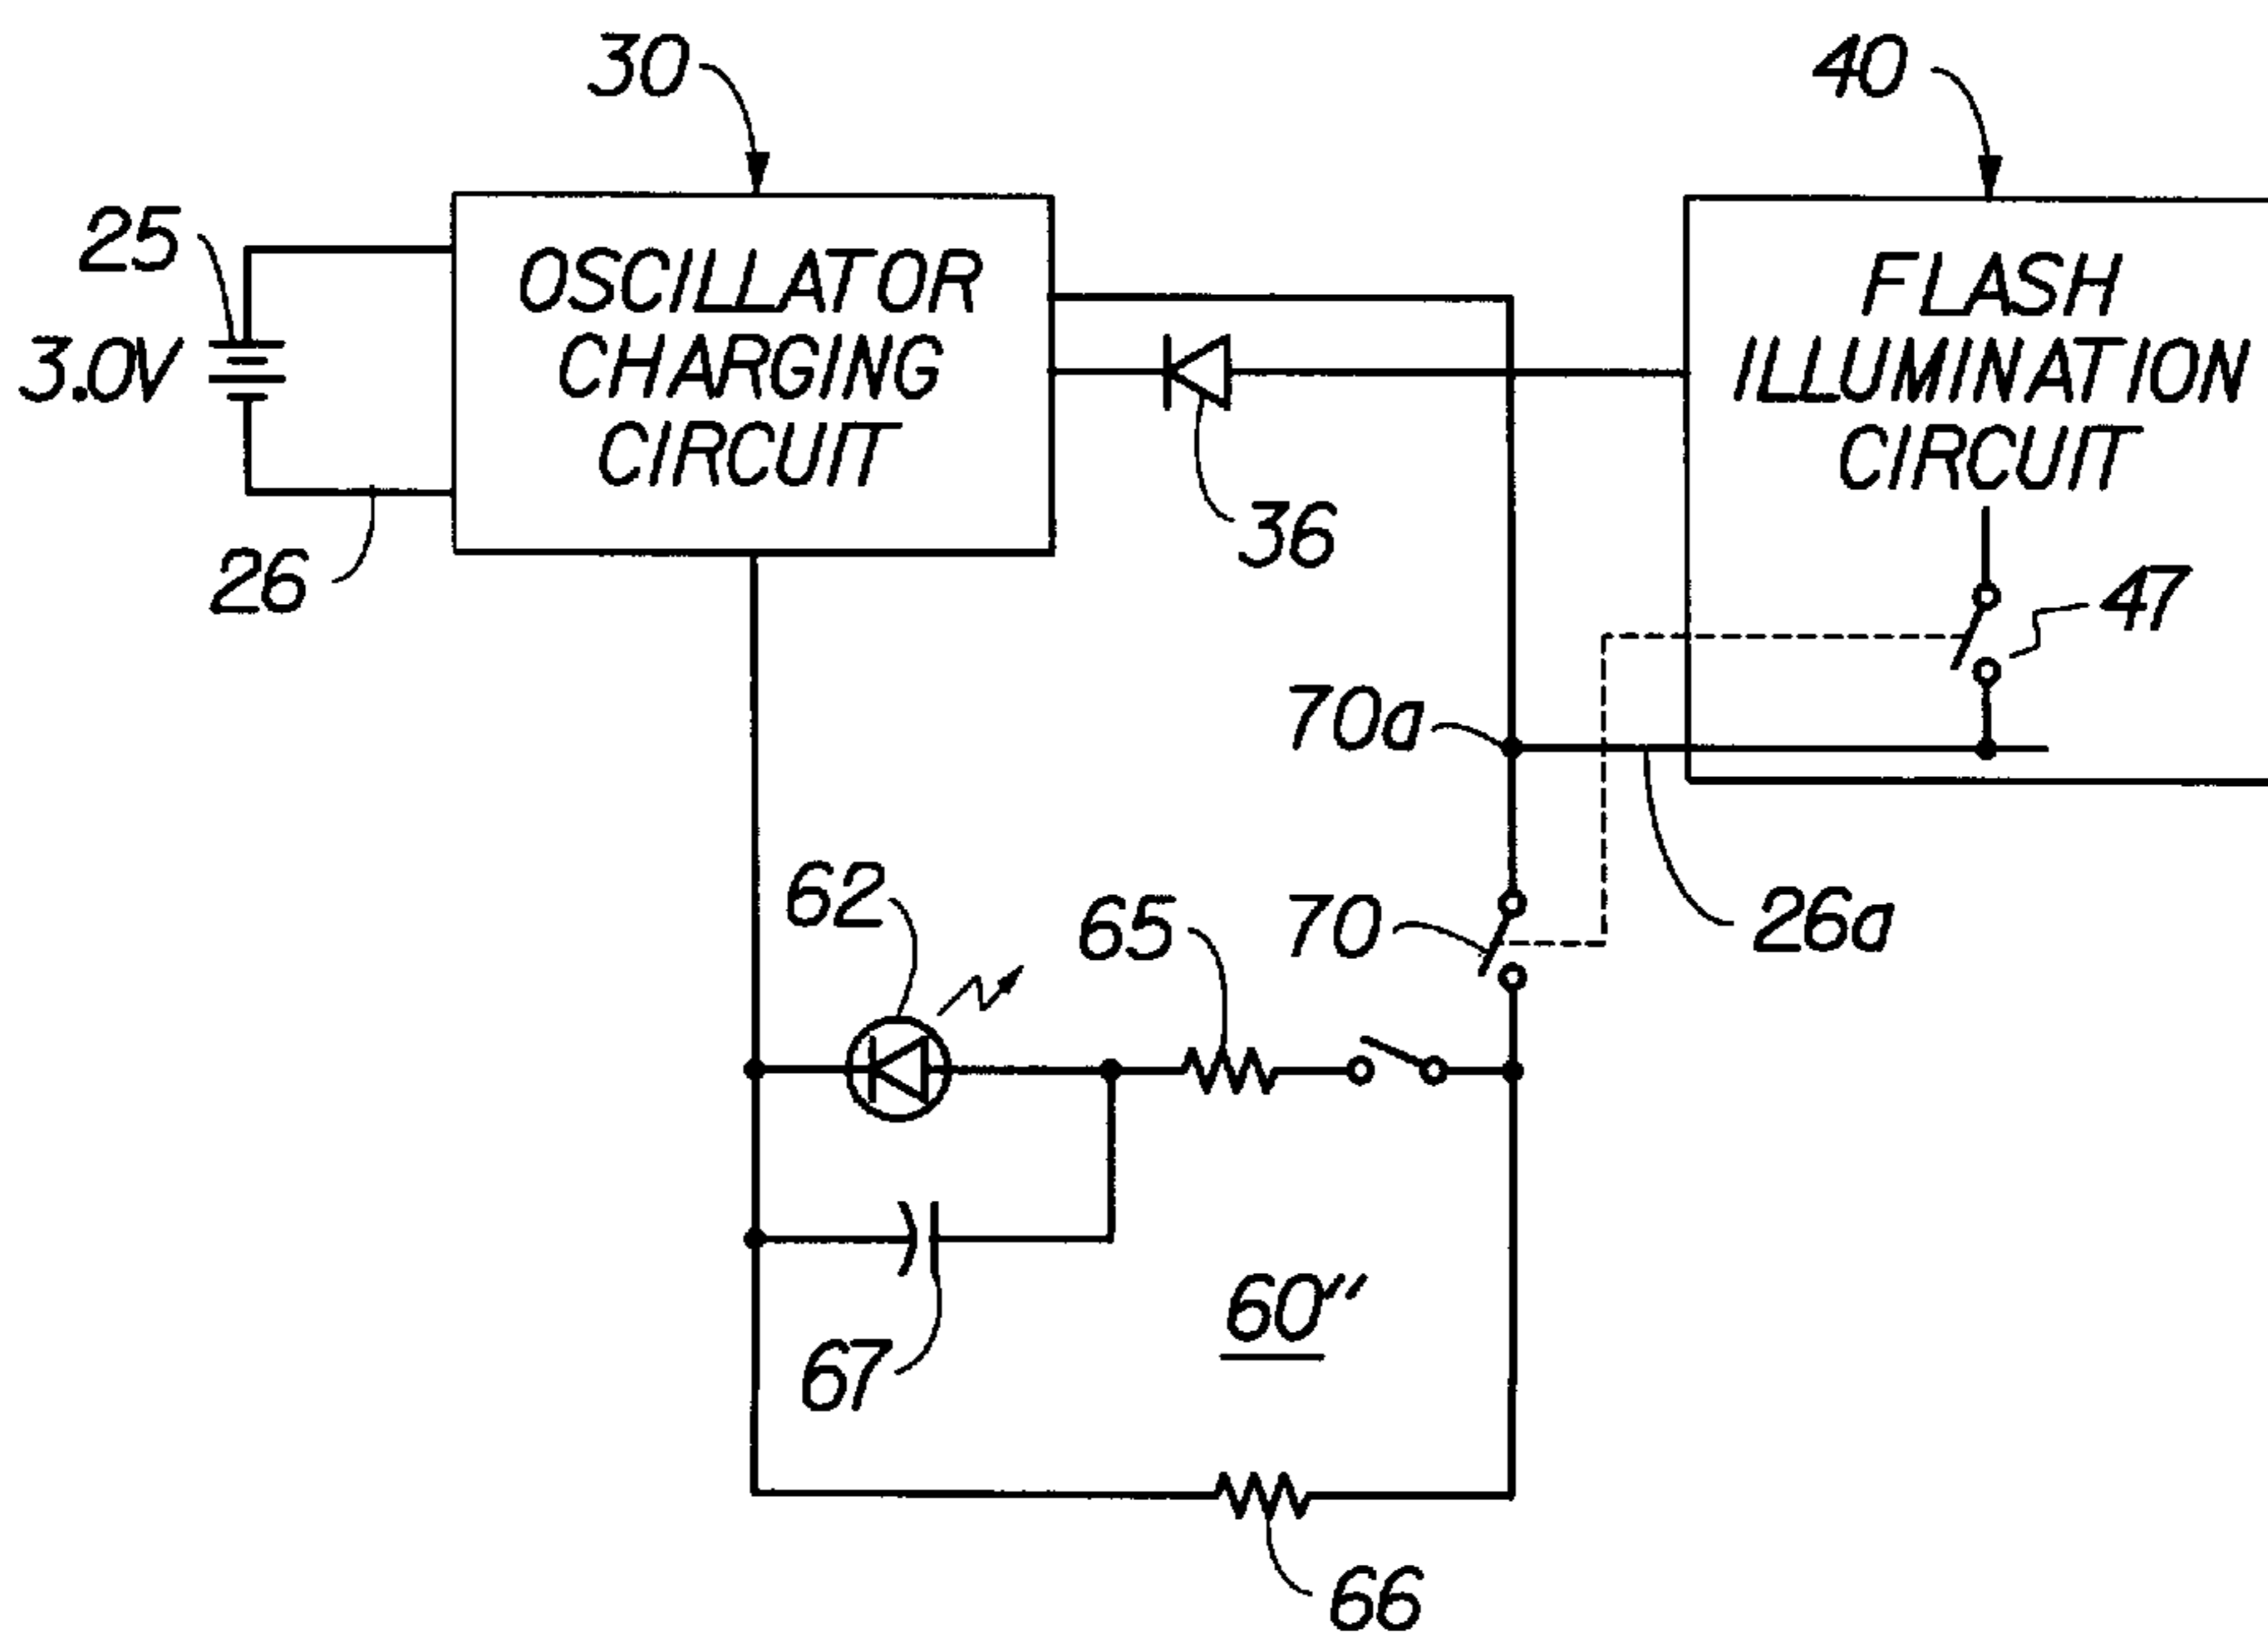 30
40
25
3.0V
OSCILLATOR
CHARGING
CIRCUIT
FLASH
ILLUMINATION
CIRCUIT
36
26
47
70a
62
65
70
26a
67
60″
66